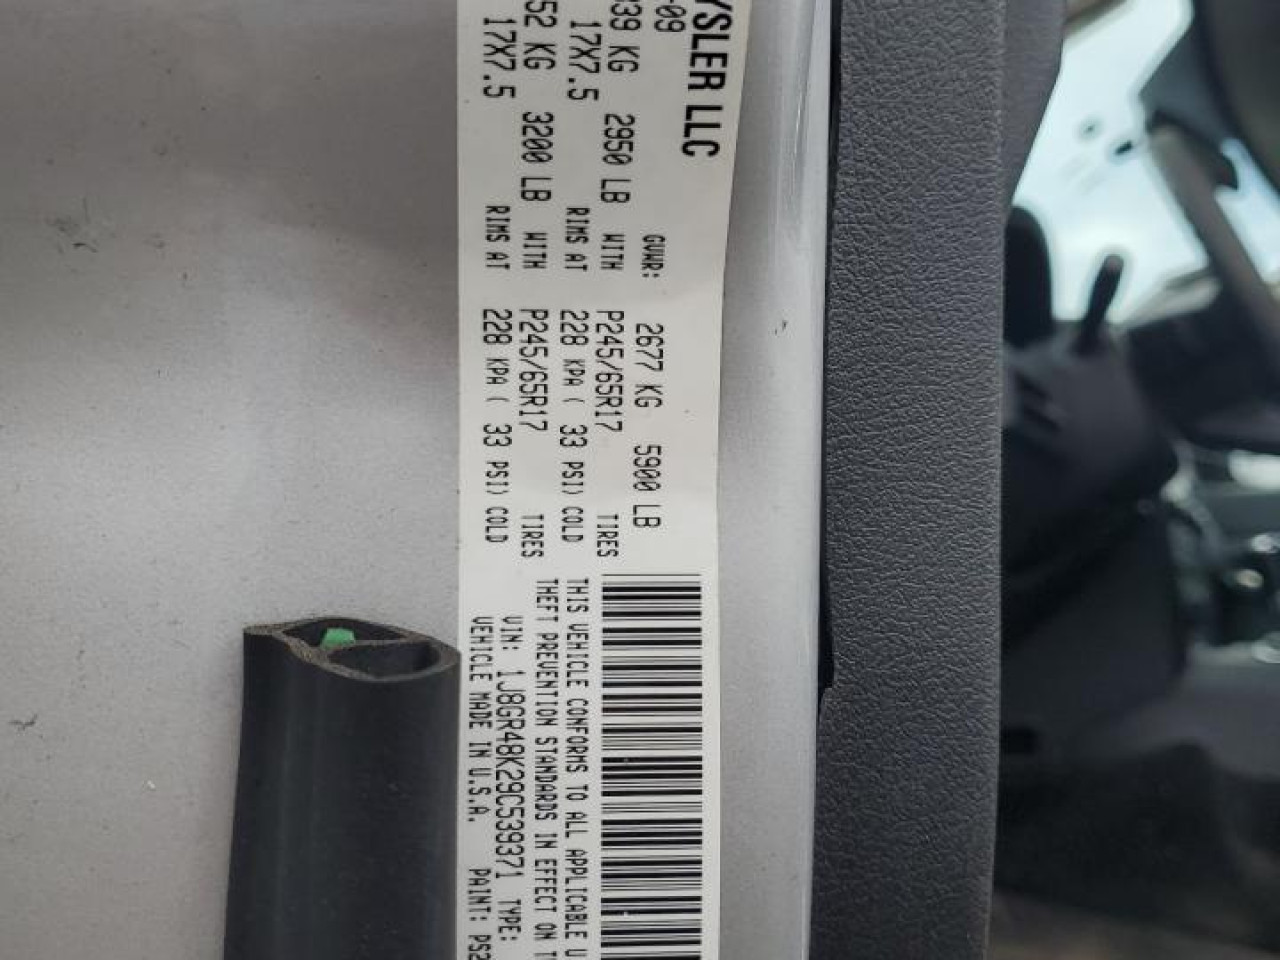 YSLER LLC
-09 GVWR: 2677 KG 5900 LB
39 KG 2950 LB WITH P245/65R17 TIRES
17X7.5 RIMS AT 228 KPA ( 33 PSI) COLD
52 KG 3200 LB WITH P245/65R17 TIRES
17X7.5 RIMS AT 228 KPA ( 33 PSI) COLD
THIS VEHICLE CONFORMS TO ALL APPLICABLE U
THEFT PREVENTION STANDARDS IN EFFECT ON T
VIN: 1J8GR48K29C539371 TYPE:
VEHICLE MADE IN U.S.A. PAINT: PS2